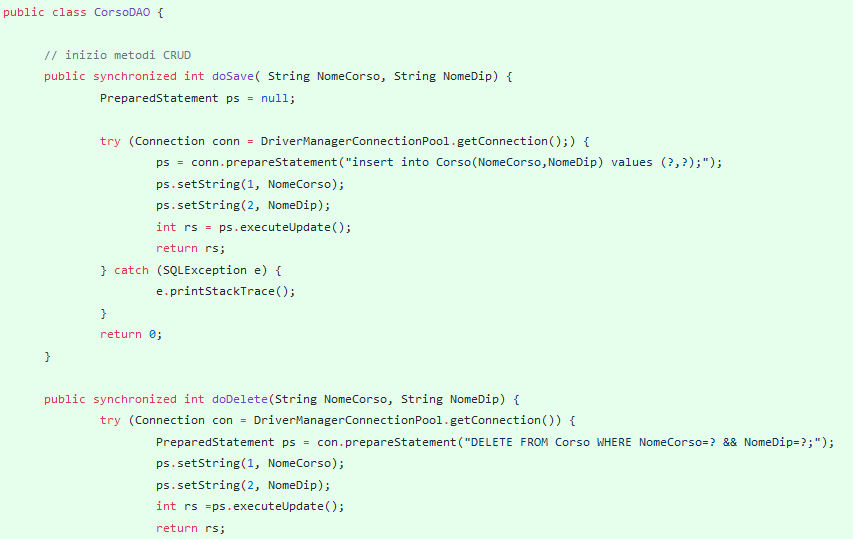 public class CorsoDAO {
// inizio metodi CRUD
public synchronized int doSave( String NomeCorso, String NomeDip) {
PreparedStatement ps = null;
try (Connection conn = DriverManagerConnectionPool.getConnection();) {
ps = conn.prepareStatement("insert into Corso(NomeCorso,NomeDip) values (?,?);");
ps.setString(1, NomeCorso);
ps.setString(2, NomeDip);
int rs = ps.executeUpdate();
return rs;
} catch (SQLException e) {
e.printStackTrace();
}
return 0;
}
public synchronized int doDelete(String NomeCorso, String NomeDip) {
try (Connection con = DriverManagerConnectionPool.getConnection()) {
PreparedStatement ps = con.prepareStatement("DELETE FROM Corso WHERE NomeCorso=? && NomeDip=?;");
ps.setString(1, NomeCorso);
ps.setString(2, NomeDip);
int rs =ps.executeUpdate();
return rs;